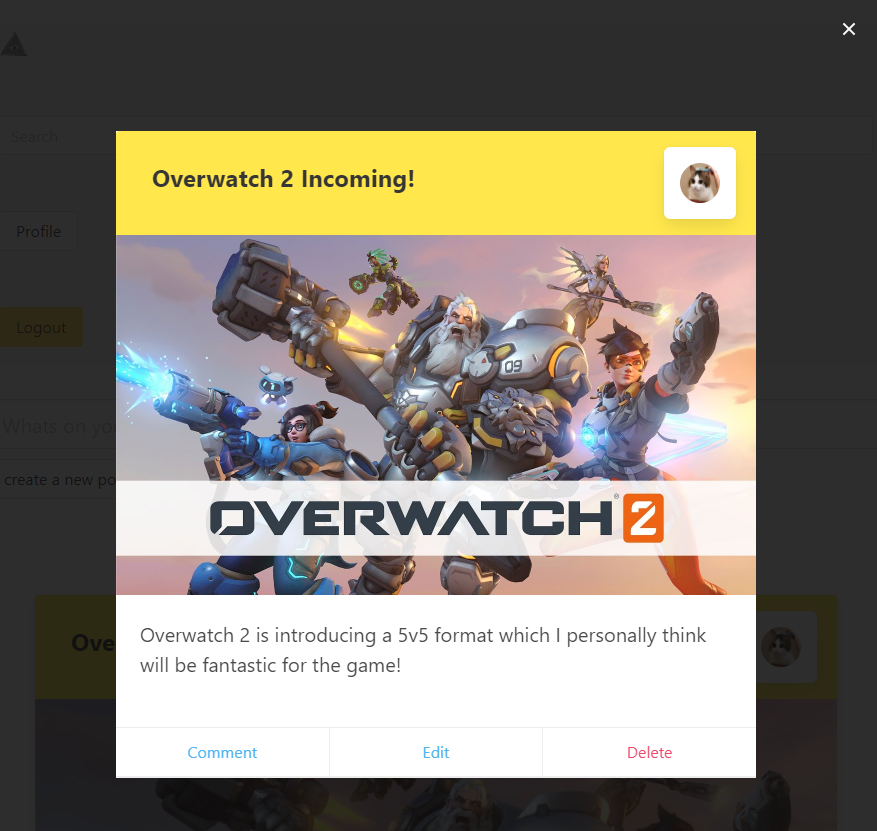 Search
Profile
Logout
Whats on yo
create a new po
Overwatch 2 Incoming!
09
OVERWATCH® 2
Overwatch 2 is introducing a 5v5 format which I personally think
will be fantastic for the game!
Comment
Edit
Delete
Ove